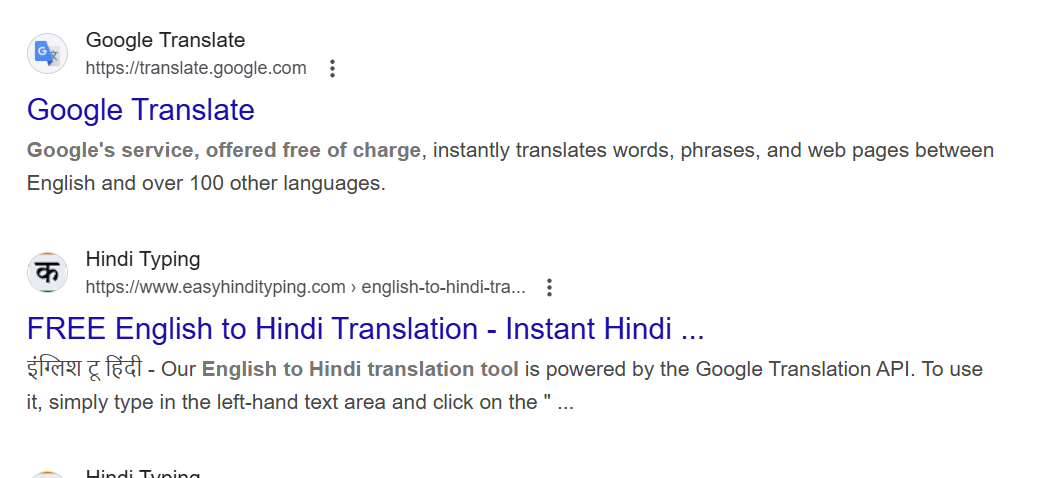 Google Translate
https://translate.google.com
Google Translate
Google's service, offered free of charge, instantly translates words, phrases, and web pages between
English and over 100 other languages.
क
Hindi Typing
https://www.easyhindityping.com › english-to-hindi-tra...
FREE English to Hindi Translation - Instant Hindi ...
इंग्लिश टू हिंदी - Our English to Hindi translation tool is powered by the Google Translation API. To use
it, simply type in the left-hand text area and click on the " ...
Hindi Typing